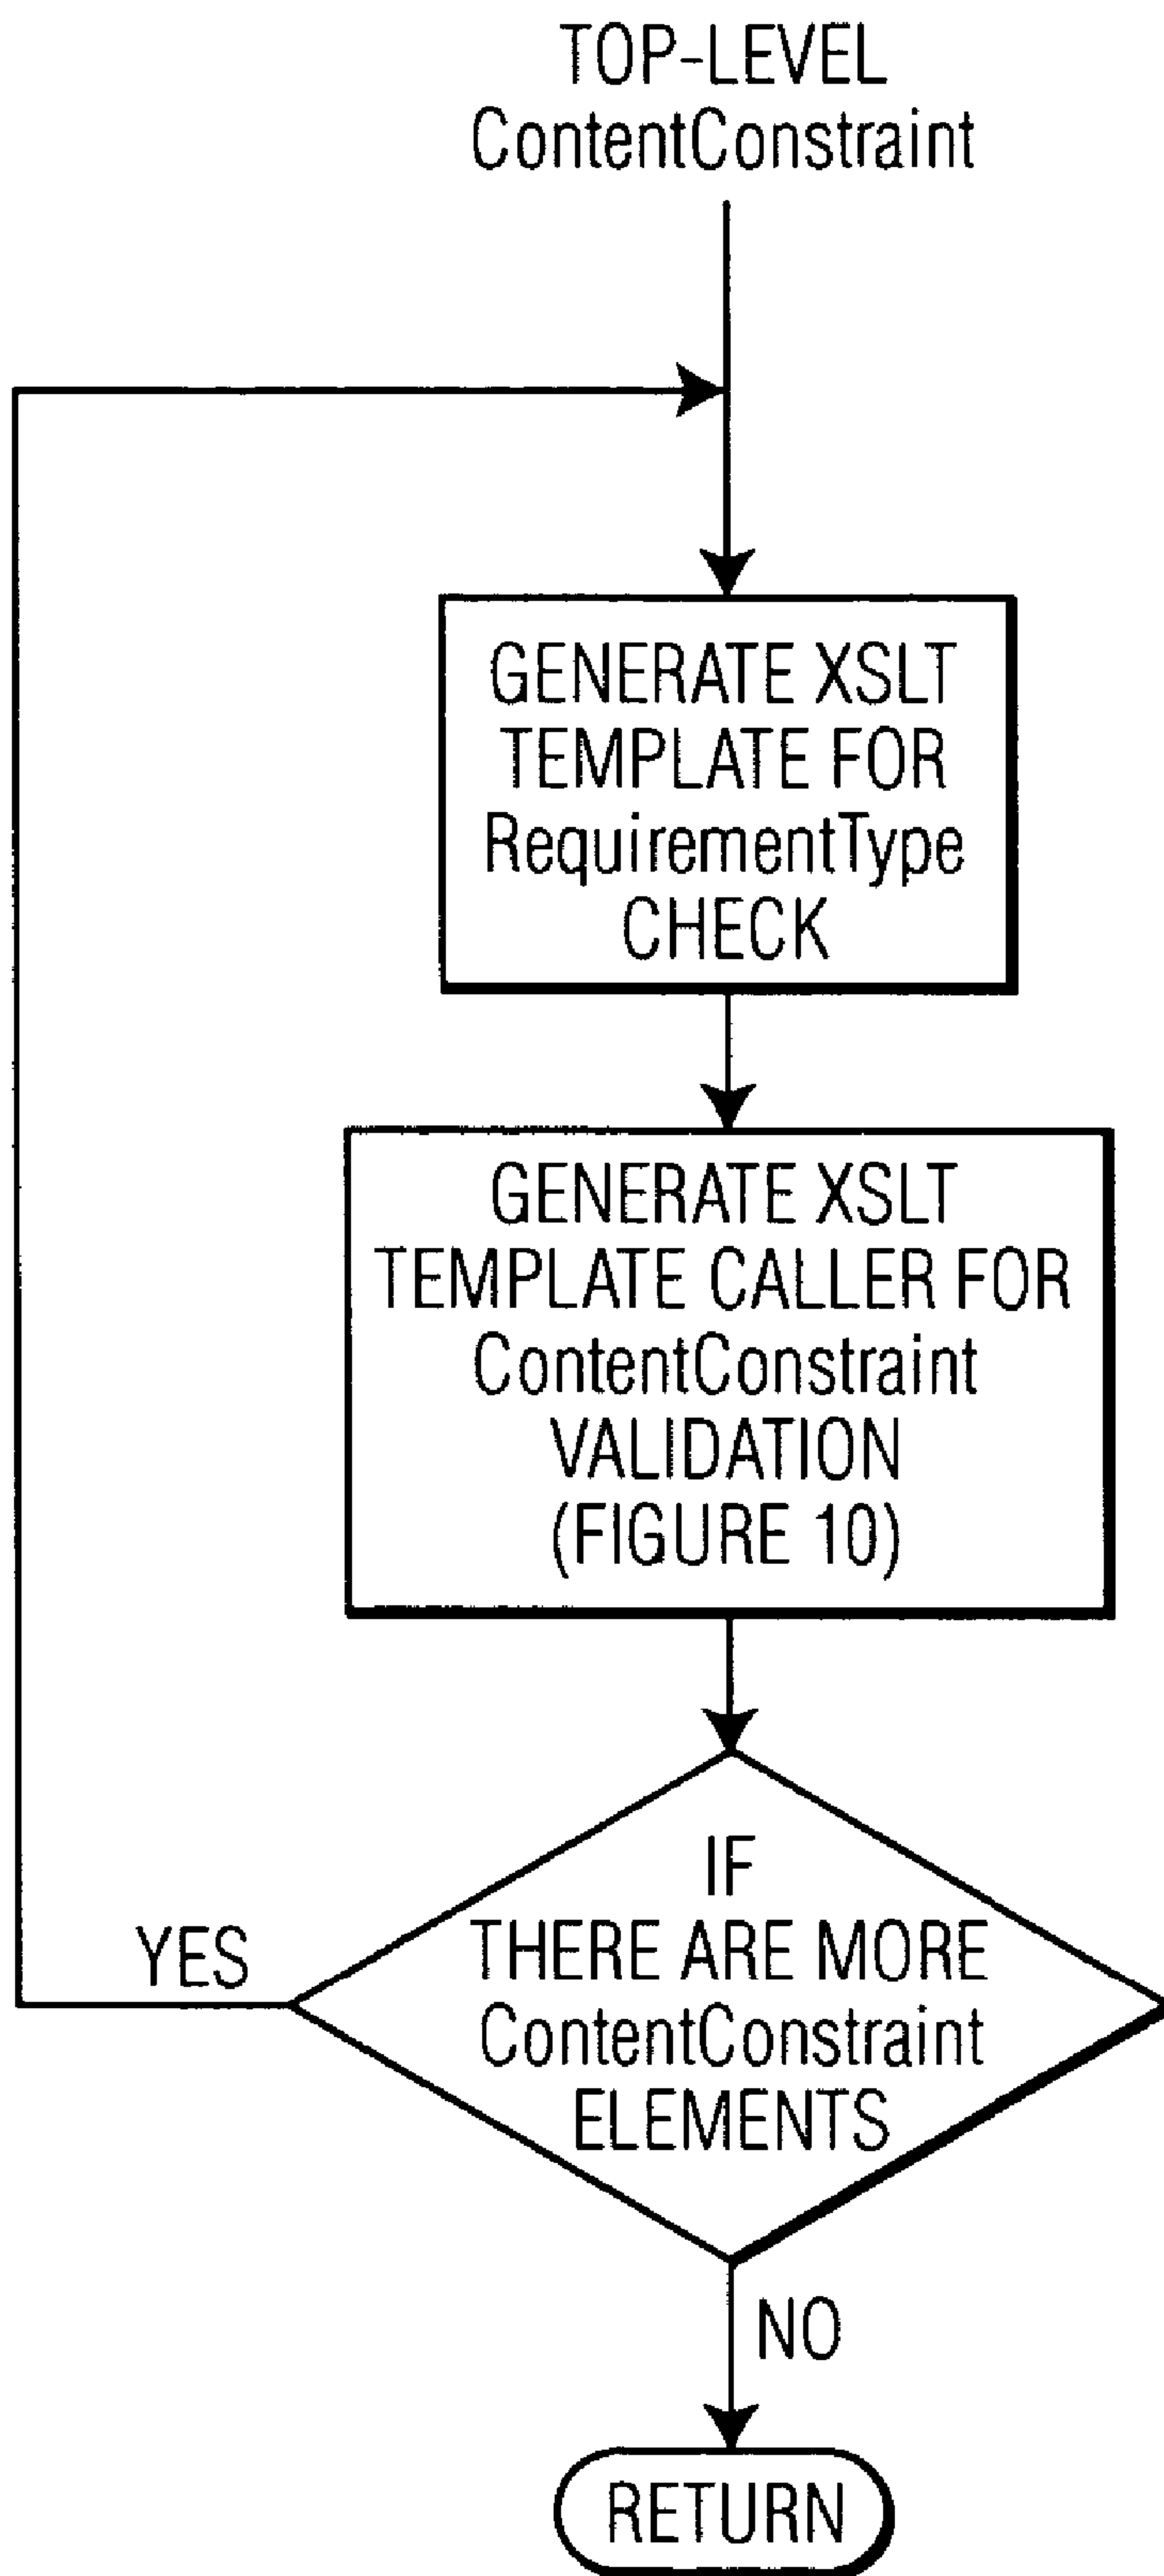 TOP-LEVEL
ContentConstraint
GENERATE XSLT
TEMPLATE FOR
RequirementType
CHECK
GENERATE XSLT
TEMPLATE CALLER FOR
ContentConstraint
VALIDATION
(FIGURE 10)
IF
THERE ARE MORE
ContentConstraint
ELEMENTS
YES
NO
RETURN